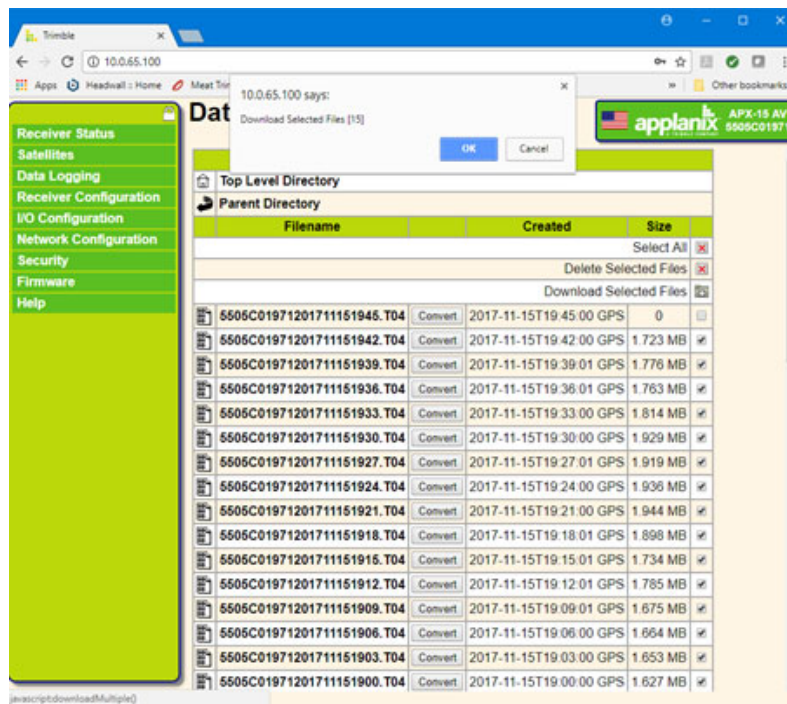 Trimble
10.0.65.100
Apps
Headwall : Home
Meat Tri
Other bookmarks
10.0.65.100 says:
Download Selected Files [15]
OK
Cancel
Dat
applanix
APX-15 AV
5505C01971
Receiver Status
Satellites
Data Logging
Receiver Configuration
I/O Configuration
Network Configuration
Security
Firmware
Help
Top Level Directory
Parent Directory
Filename Created Size
Select All
Delete Selected Files
Download Selected Files
5505C01971201711151945.T04 Convert 2017-11-15T19:45:00 GPS 0
5505C01971201711151942.T04 Convert 2017-11-15T19:42:00 GPS 1.723 MB
5505C01971201711151939.T04 Convert 2017-11-15T19:39:01 GPS 1.776 MB
5505C01971201711151936.T04 Convert 2017-11-15T19:36:01 GPS 1.763 MB
5505C01971201711151933.T04 Convert 2017-11-15T19:33:00 GPS 1.814 MB
5505C01971201711151930.T04 Convert 2017-11-15T19:30:00 GPS 1.929 MB
5505C01971201711151927.T04 Convert 2017-11-15T19:27:01 GPS 1.919 MB
5505C01971201711151924.T04 Convert 2017-11-15T19:24:00 GPS 1.936 MB
5505C01971201711151921.T04 Convert 2017-11-15T19:21:00 GPS 1.944 MB
5505C01971201711151918.T04 Convert 2017-11-15T19:18:01 GPS 1.898 MB
5505C01971201711151915.T04 Convert 2017-11-15T19:15:01 GPS 1.734 MB
5505C01971201711151912.T04 Convert 2017-11-15T19:12:01 GPS 1.785 MB
5505C01971201711151909.T04 Convert 2017-11-15T19:09:01 GPS 1.675 MB
5505C01971201711151906.T04 Convert 2017-11-15T19:06:00 GPS 1.664 MB
5505C01971201711151903.T04 Convert 2017-11-15T19:03:00 GPS 1.653 MB
5505C01971201711151900.T04 Convert 2017-11-15T19:00:00 GPS 1.627 MB
javascript:downloadMultiple()